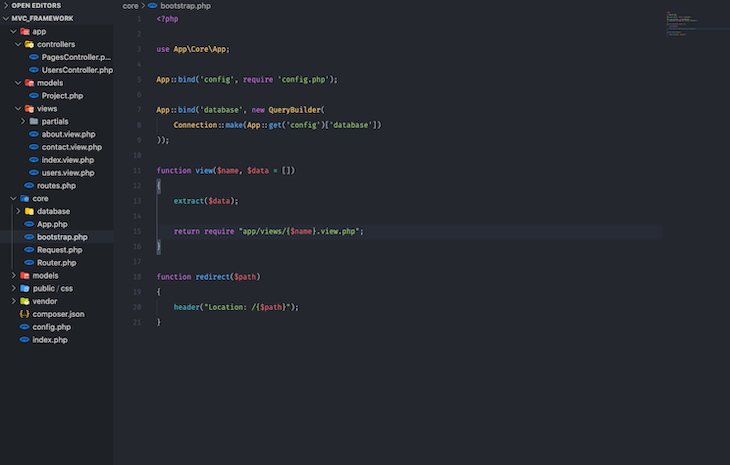 OPEN EDITORS
MVC_FRAMEWORK
app
controllers
PagesController.p...
UsersController.php
models
Project.php
views
partials
about.view.php
contact.view.php
index.view.php
users.view.php
routes.php
core
database
App.php
bootstrap.php
Request.php
Router.php
models
public / css
vendor
composer.json
config.php
index.php
core > bootstrap.php
1 <?php
2
3 use App\Core\App;
4
5 App::bind('config', require 'config.php');
6
7 App::bind('database', new QueryBuilder(
8 Connection::make(App::get('config')['database'])
9 ));
10
11 function view($name, $data = [])
12 {
13 extract($data);
14
15 return require "app/views/{$name}.view.php";
16 }
17
18 function redirect($path)
19 {
20 header("Location: /{$path}");
21 }